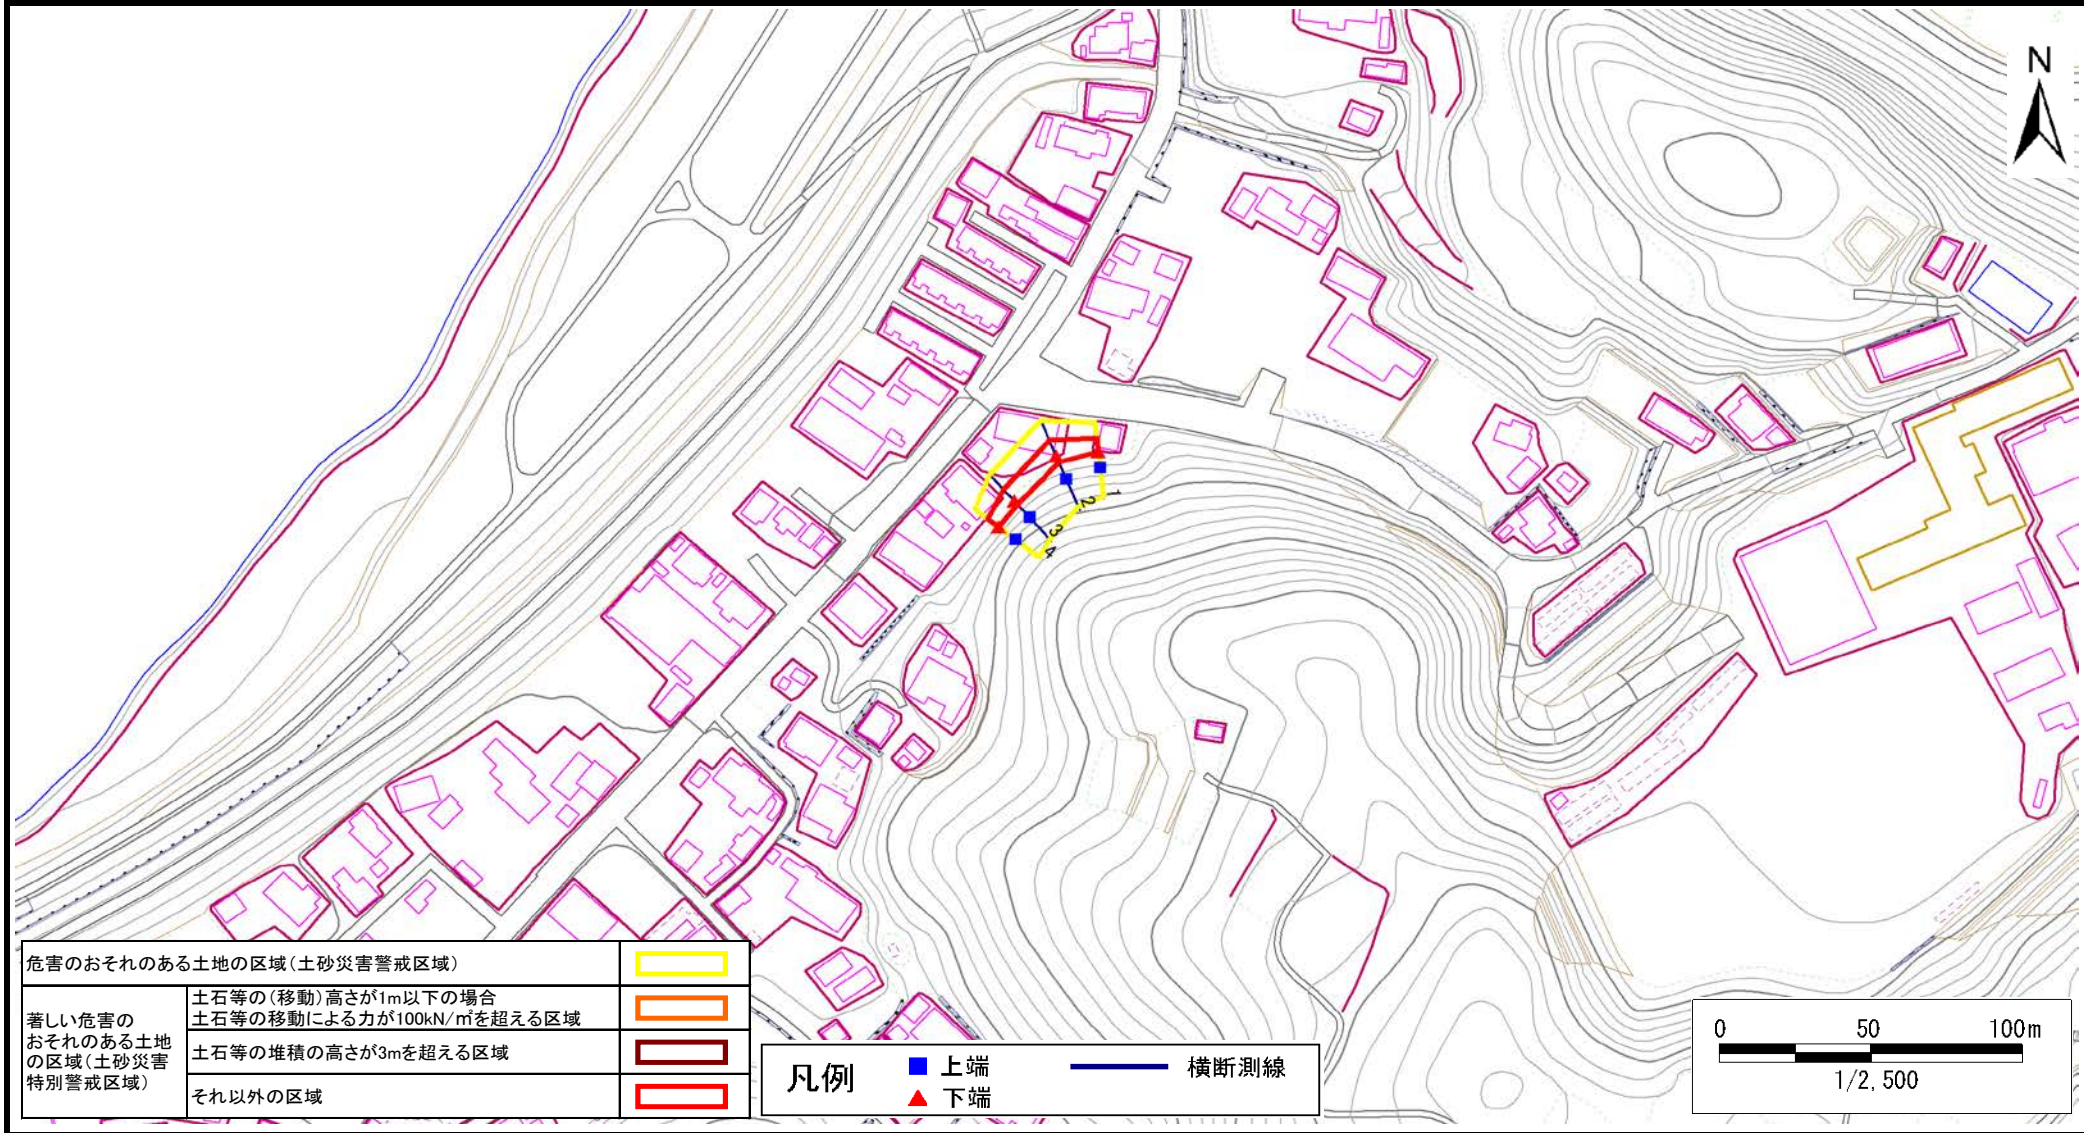 N
1
2
3
4
危害のおそれのある土地の区域(土砂災害警戒区域)
著しい危害の
おそれのある土地
の区域(土砂災害
特別警戒区域)
土石等の(移動)高さが1m以下の場合
土石等の移動による力が100kN/㎡を超える区域
土石等の堆積の高さが3mを超える区域
それ以外の区域
凡例
上端
下端
横断測線
0 50 100m
1/2,500